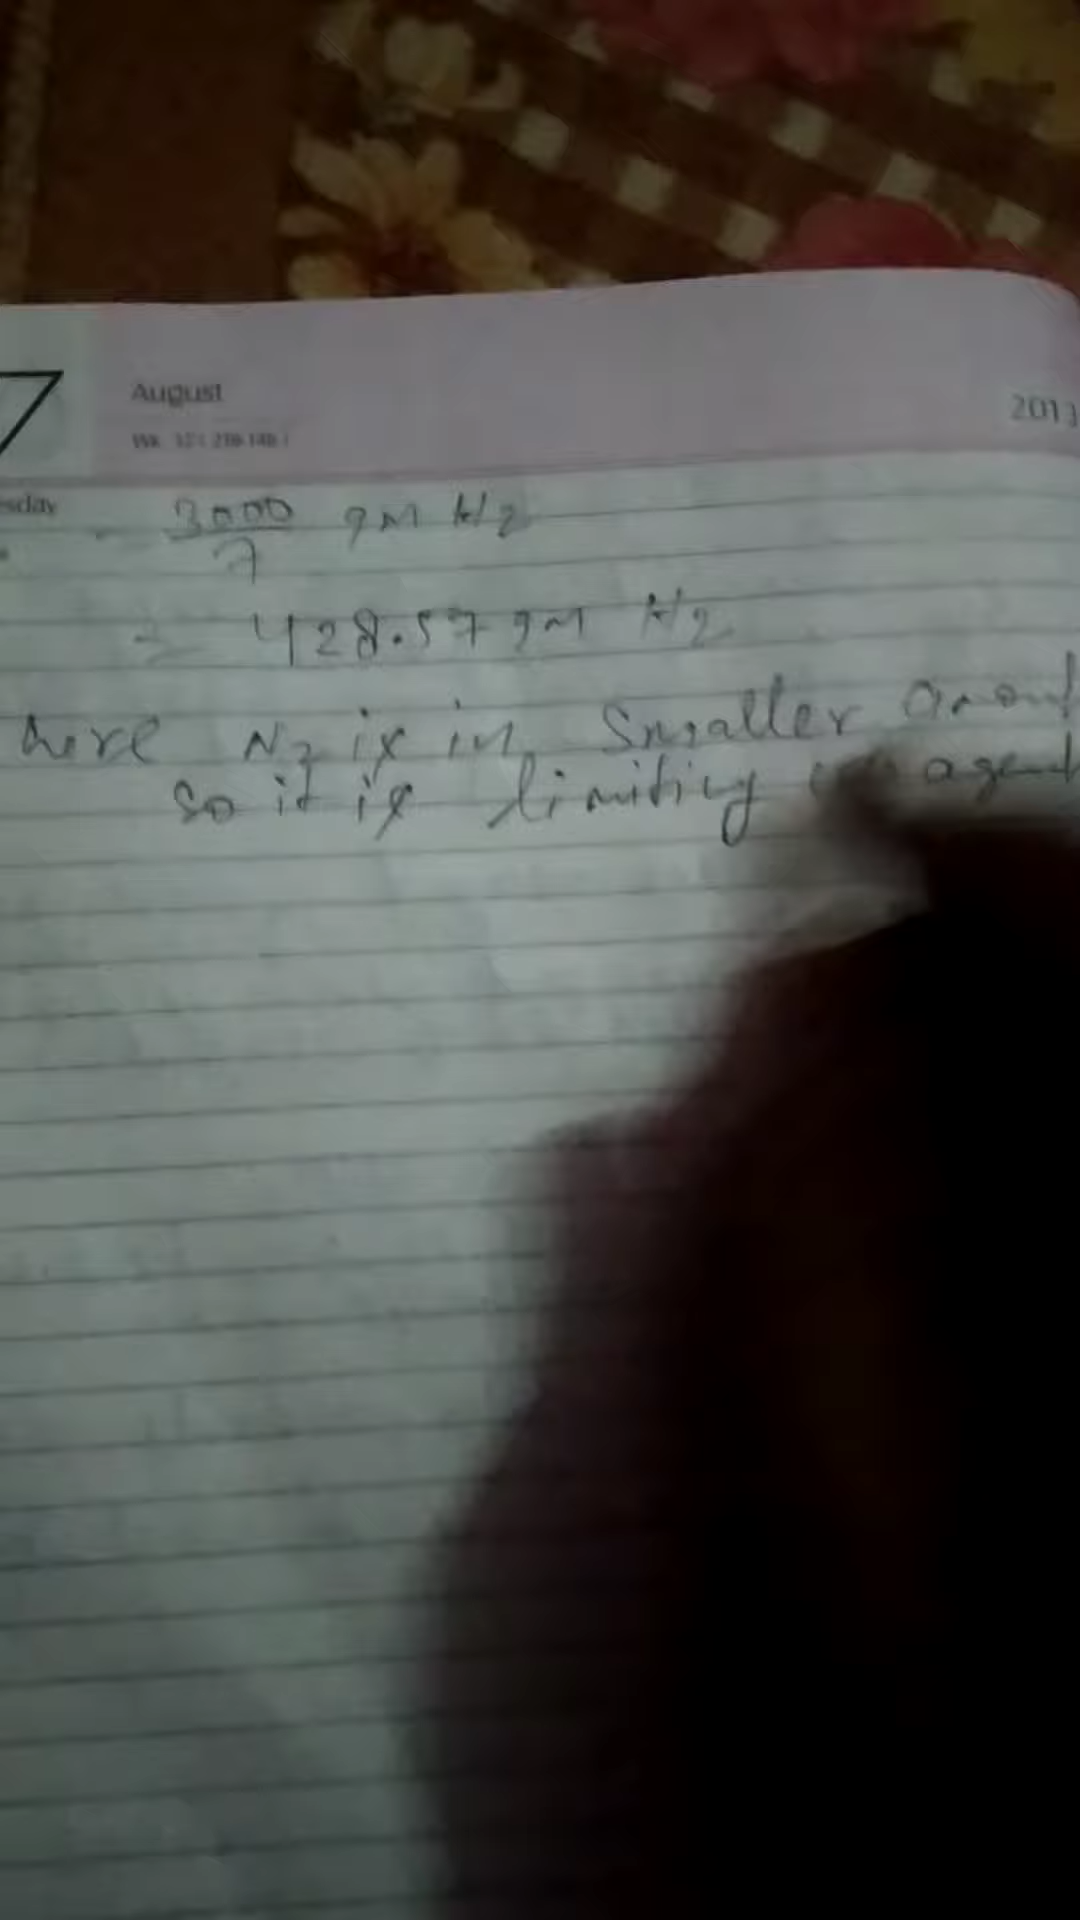 August
2013
sday
= 3000 gm H2
7
= 428.57 gm H2
here N2 is in smaller amount
so it is limiting agent